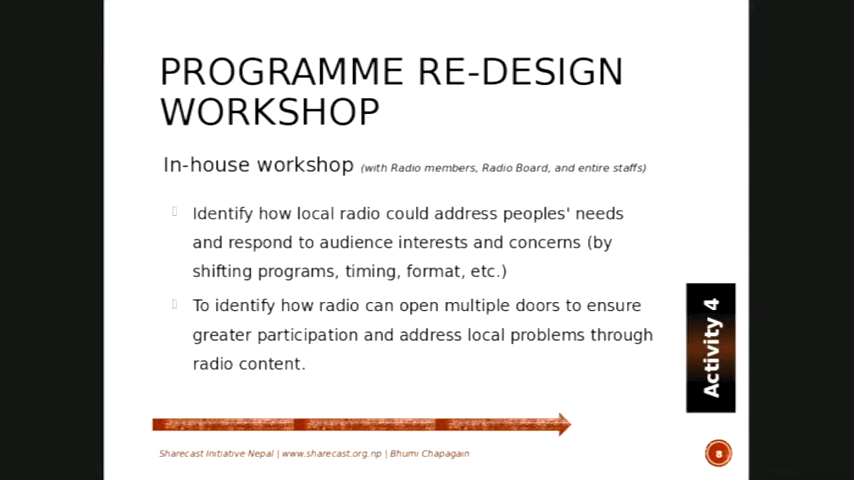 PROGRAMME RE-DESIGN
WORKSHOP
In-house workshop (with Radio members, Radio Board, and entire staffs)
Identify how local radio could address peoples' needs
and respond to audience interests and concerns (by
shifting programs, timing, format, etc.)
To identify how radio can open multiple doors to ensure
greater participation and address local problems through
radio content.
Activity 4
Sharecast Initiative Nepal | www.sharecast.org.np | Bhumi Chapagain
8